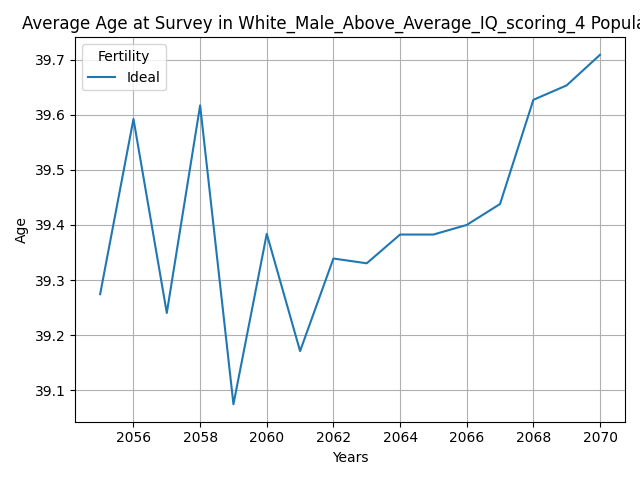 Average Age at Survey in White_Male_Above_Average_IQ_scoring_4 Popula
Fertility
Ideal
39.7
39.6
39.5
39.4
39.3
39.2
39.1
Age
2056 2058 2060 2062 2064 2066 2068 2070
Years